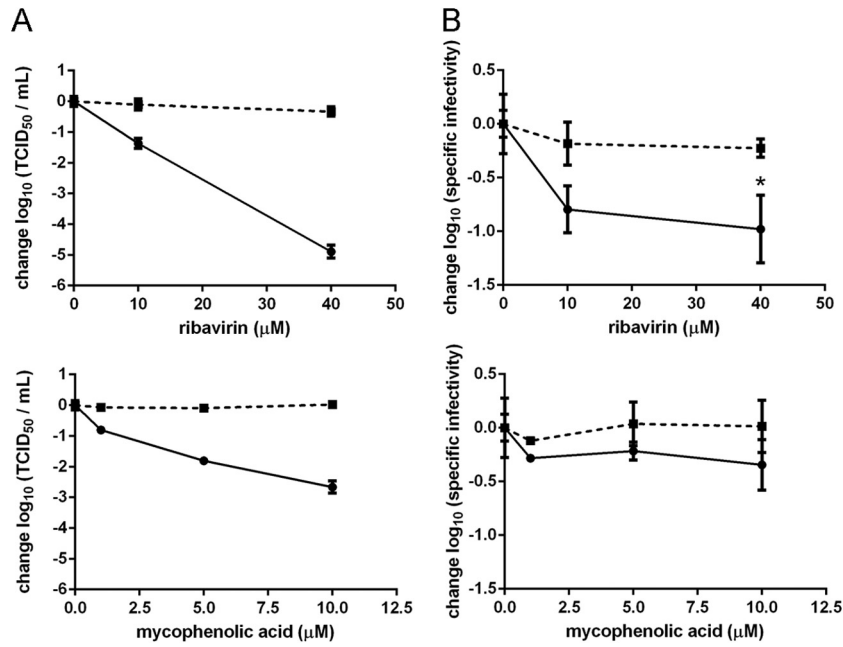 A
B
change log₁₀ (TCID₅₀ / mL)
1
0
-1
-2
-3
-4
-5
-6
0 10 20 30 40 50
ribavirin (μM)
change log₁₀ (specific infectivity)
0.5
0.0
-0.5
-1.0
-1.5
*
0 10 20 30 40 50
ribavirin (μM)
change log₁₀ (TCID₅₀ / mL)
1
0
-1
-2
-3
-4
-5
-6
0.0 2.5 5.0 7.5 10.0 12.5
mycophenolic acid (μM)
change log₁₀ (specific infectivity)
0.5
0.0
-0.5
-1.0
-1.5
0.0 2.5 5.0 7.5 10.0 12.5
mycophenolic acid (μM)